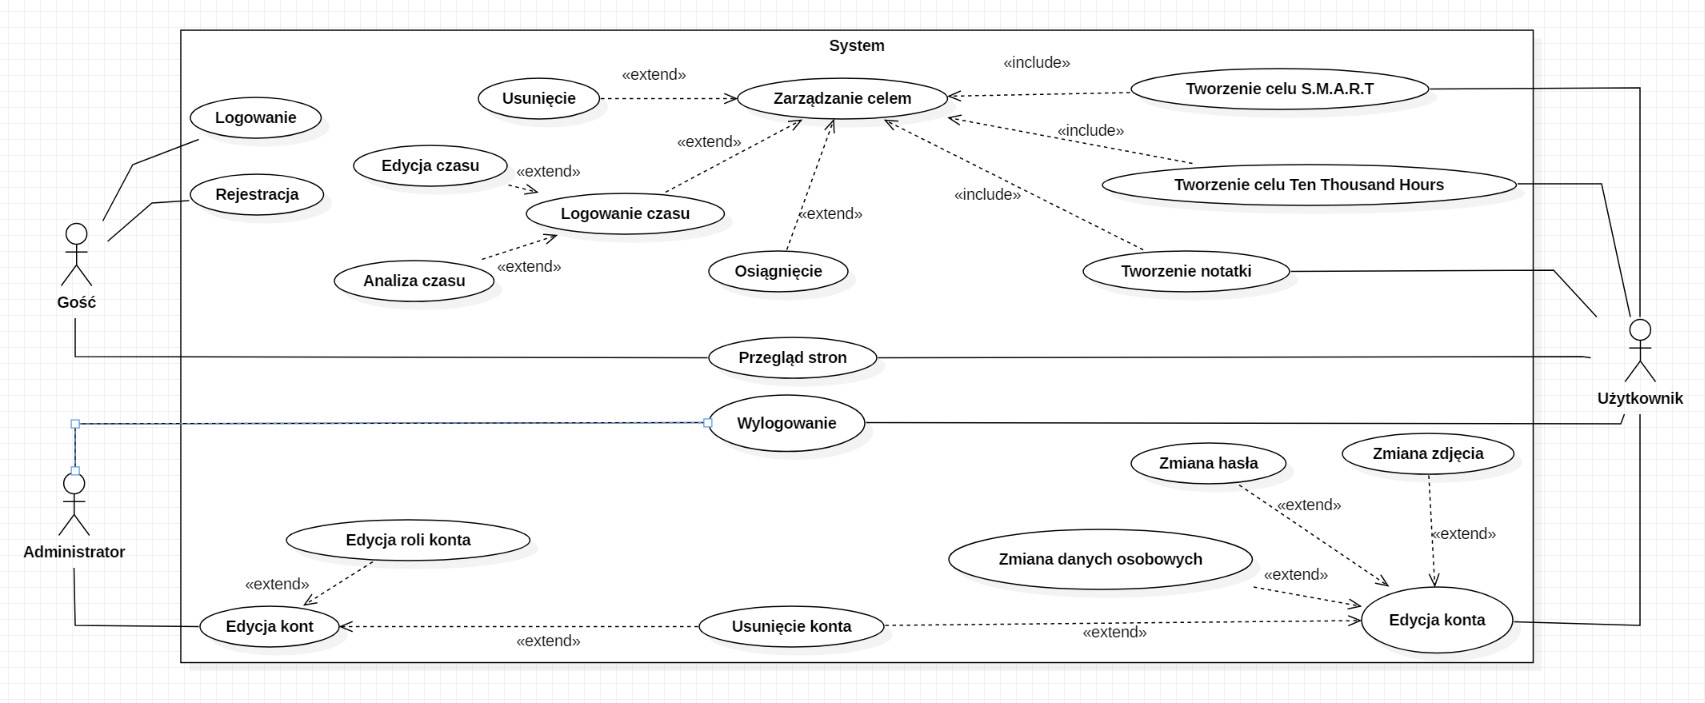 System
«extend»
«include»
Usunięcie
Zarządzanie celem
Tworzenie celu S.M.A.R.T
Logowanie
«extend»
«include»
Edycja czasu
«extend»
Rejestracja
Tworzenie celu Ten Thousand Hours
«include»
Logowanie czasu
«extend»
«extend»
Osiągnięcie
Tworzenie notatki
Analiza czasu
Gość
Przegląd stron
Użytkownik
Wylogowanie
Zmiana hasła
Zmiana zdjęcia
«extend»
«extend»
Edycja roli konta
Administrator
Zmiana danych osobowych
«extend»
«extend»
Edycja kont
Usunięcie konta
Edycja konta
«extend»
«extend»